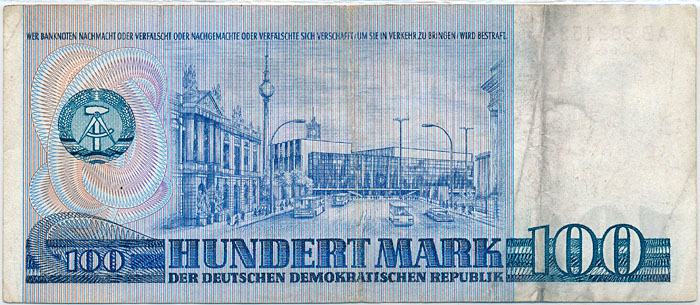 WER BANKNOTEN NACHMACHT ODER VERFÄLSCHT ODER NACHGEMACHTE ODER VERFÄLSCHTE SICH VERSCHAFFT/UM SIE IN VERKEHR ZU BRINGEN/WIRD BESTRAFT.
100 HUNDERT MARK 100
DER DEUTSCHEN DEMOKRATISCHEN REPUBLIK